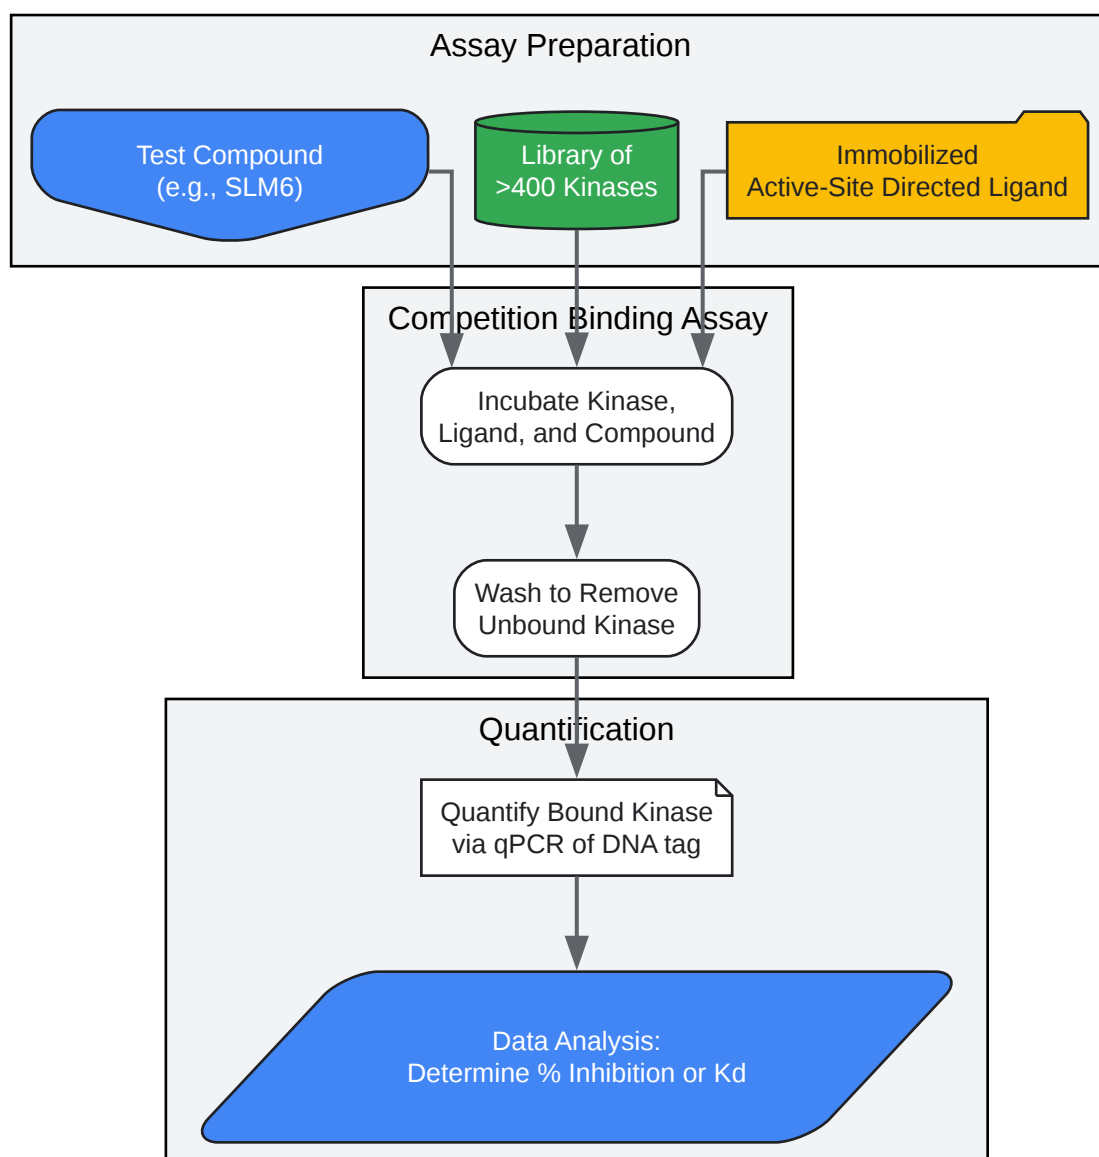 Assay Preparation
Test Compound
(e.g., SLM6)
Library of
>400 Kinases
Immobilized
Active-Site Directed Ligand
Competition Binding Assay
Incubate Kinase,
Ligand, and Compound
Wash to Remove
Unbound Kinase
Quantification
Quantify Bound Kinase
via qPCR of DNA tag
Data Analysis:
Determine % Inhibition or Kd